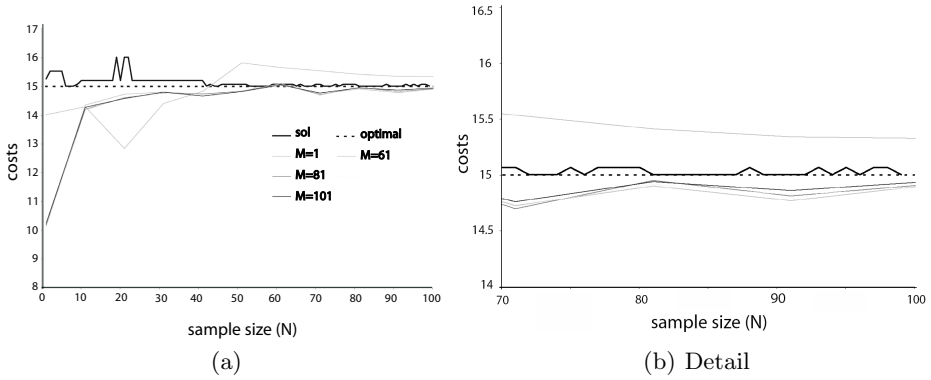 17
16
15
14
13
12
11
10
9
8
costs
sol
optimal
M=1
M=61
M=81
M=101
0 10 20 30 40 50 60 70 80 90 100
sample size (N)
(a)
16.5
16
15.5
15
14.5
14
costs
70 80 90 100
sample size (N)
(b) Detail